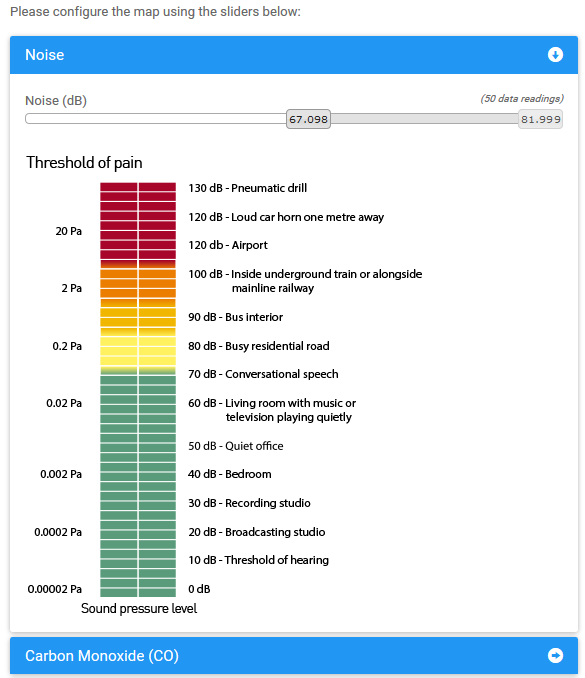 Please configure the map using the sliders below:
Noise
Noise (dB)
(50 data readings)
67.098
81.999
Threshold of pain
130 dB - Pneumatic drill
120 dB - Loud car horn one metre away
20 Pa
120 db - Airport
100 dB - Inside underground train or alongside
mainline railway
2 Pa
90 dB - Bus interior
0.2 Pa
80 dB - Busy residential road
70 dB - Conversational speech
0.02 Pa
60 dB - Living room with music or
television playing quietly
50 dB - Quiet office
0.002 Pa
40 dB - Bedroom
30 dB - Recording studio
0.0002 Pa
20 dB - Broadcasting studio
10 dB - Threshold of hearing
0.00002 Pa
0 dB
Sound pressure level
Carbon Monoxide (CO)